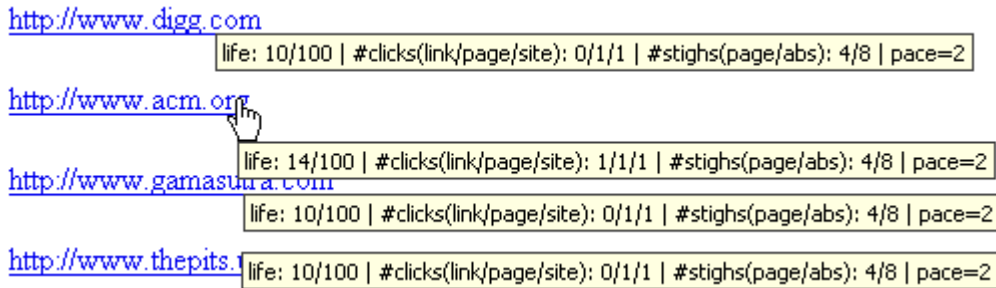 http://www.digg.com
life: 10/100 | #clicks(link/page/site): 0/1/1 | #stighs(page/abs): 4/8 | pace=2
http://www.acm.org
life: 14/100 | #clicks(link/page/site): 1/1/1 | #stighs(page/abs): 4/8 | pace=2
http://www.gamasutra.com
life: 10/100 | #clicks(link/page/site): 0/1/1 | #stighs(page/abs): 4/8 | pace=2
http://www.thepits.
life: 10/100 | #clicks(link/page/site): 0/1/1 | #stighs(page/abs): 4/8 | pace=2